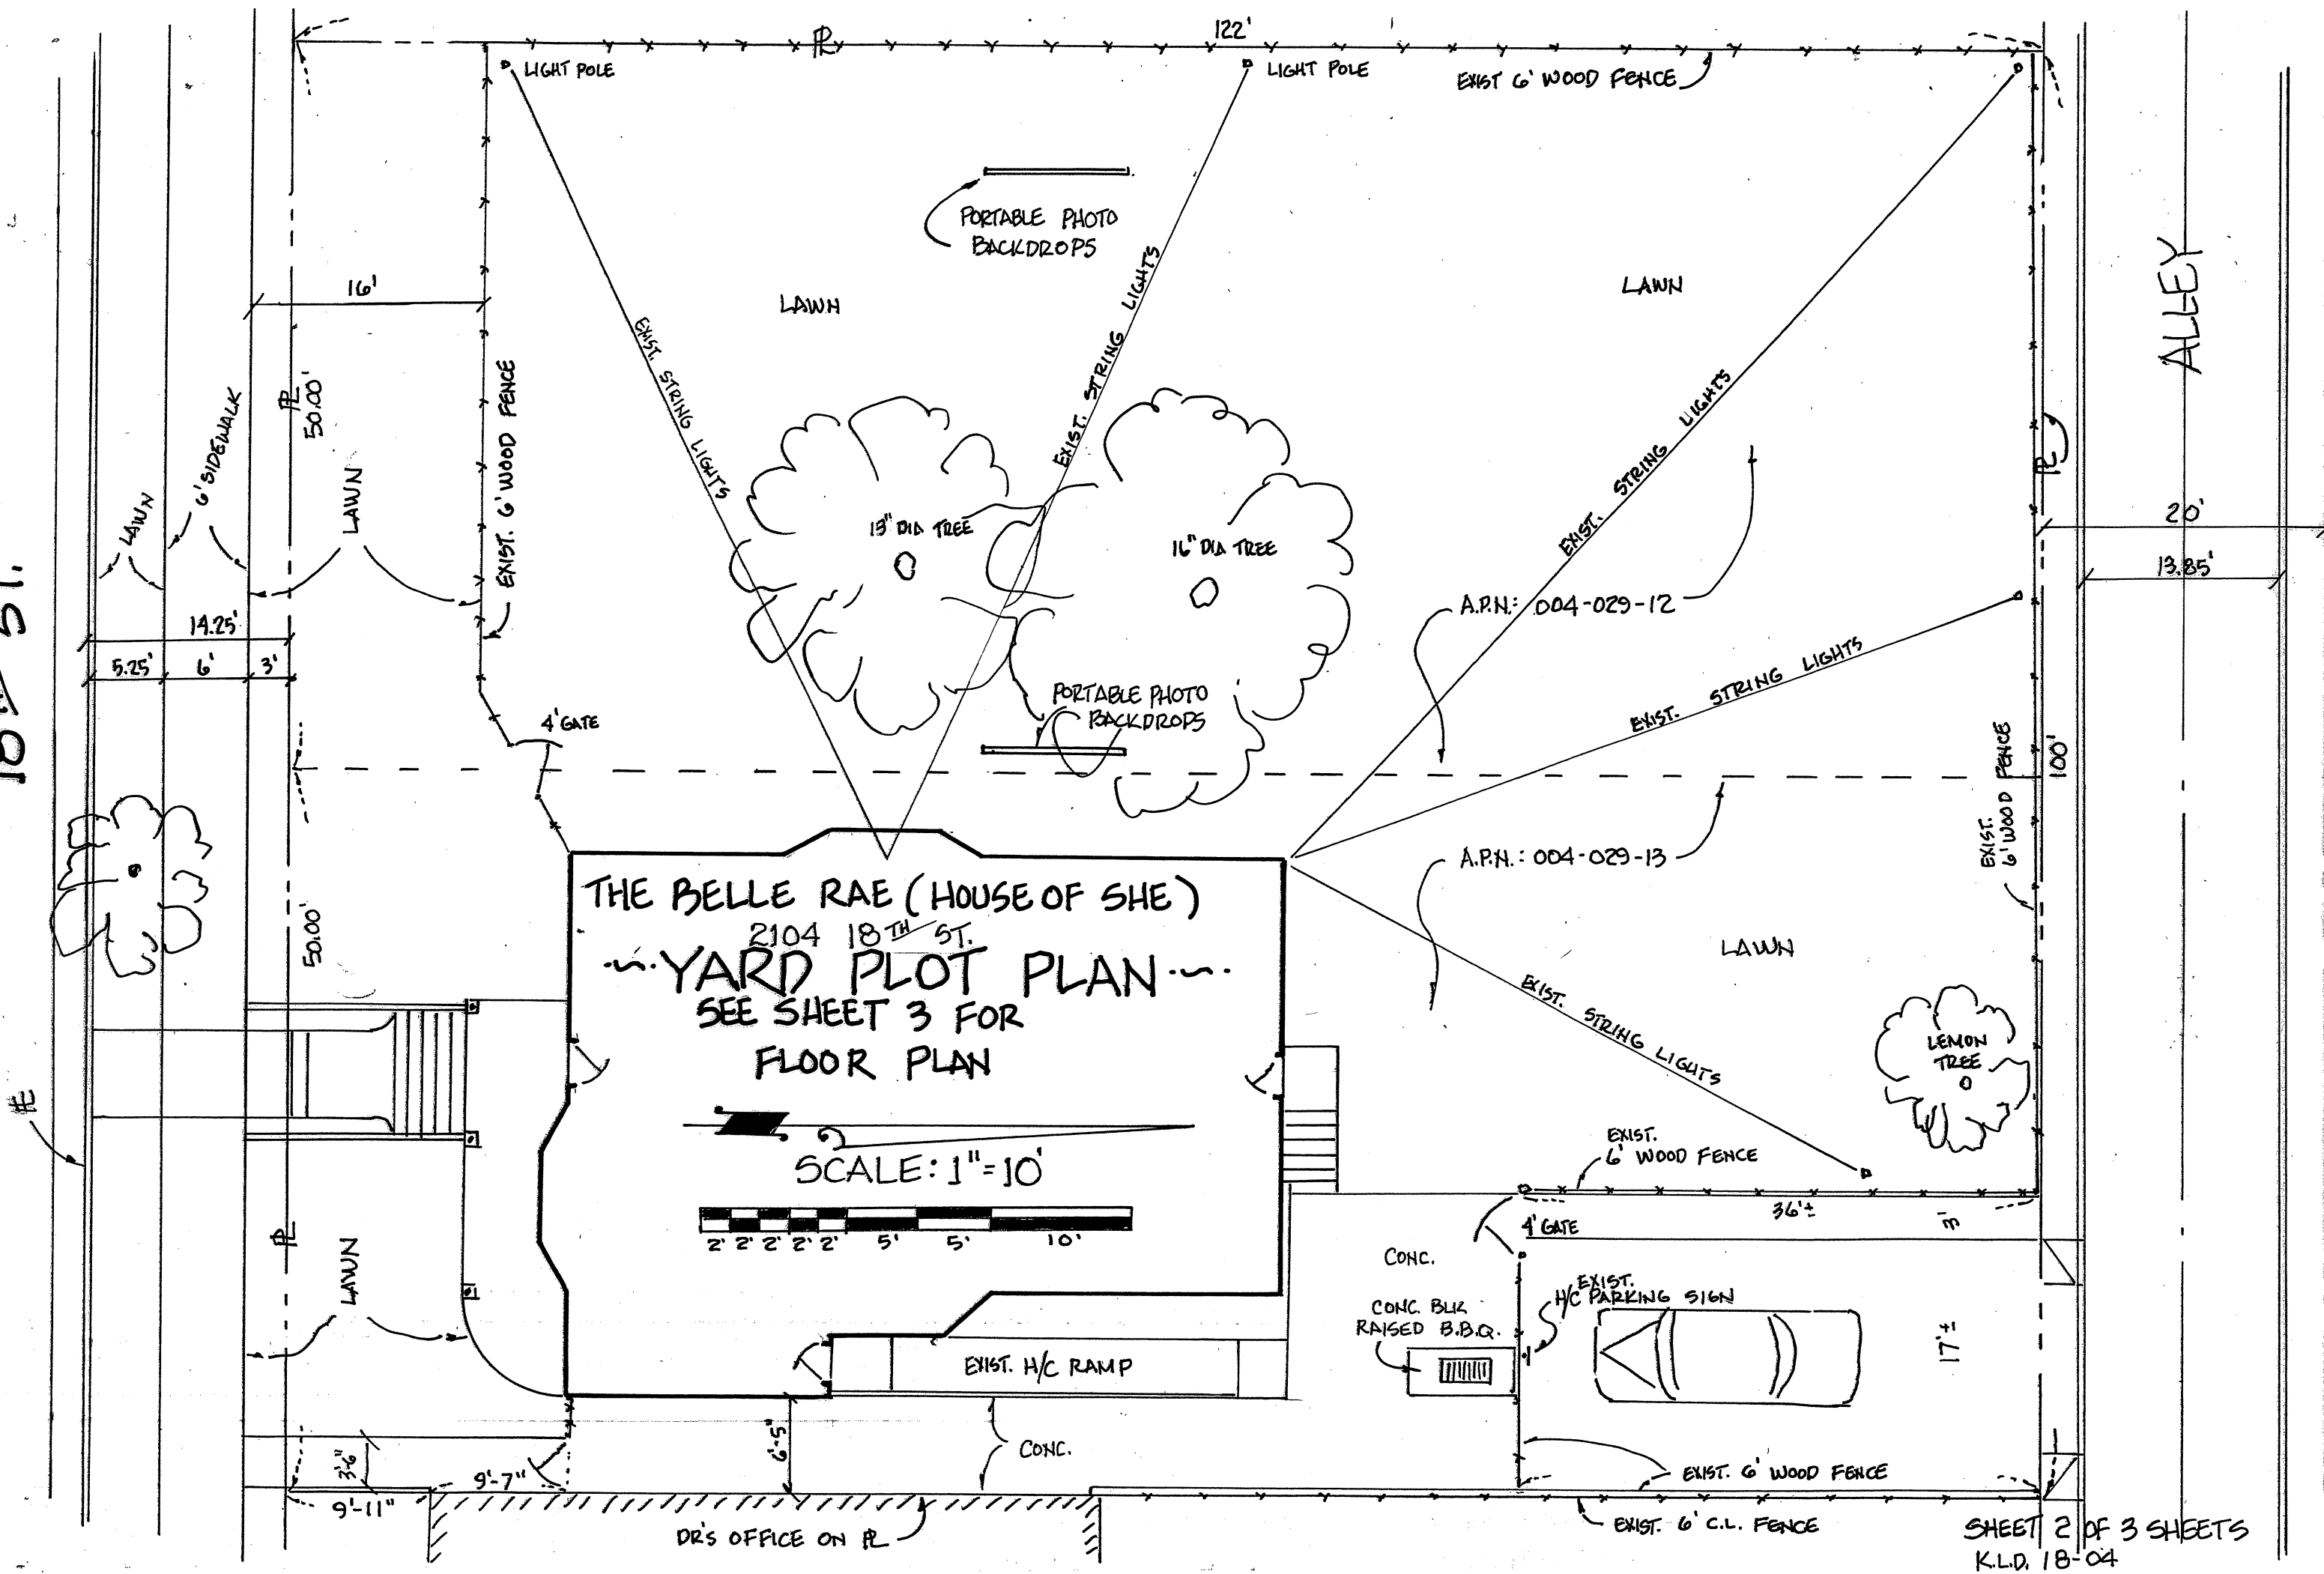 122'
LIGHT POLE
LIGHT POLE
EXIST 6' WOOD FENCE
PORTABLE PHOTO
BACKDROPS
LAWN
LAWN
16'
50.00'
EXIST. STRING LIGHTS
EXIST. STRING LIGHTS
EXIST. STRING LIGHTS
ALLEY
LAWN
6' SIDEWALK
LAWN
EXIST. 6' WOOD FENCE
16" DIA TREE
20'
13.85'
A.P.N.: 004-029-12
14.25'
5.25'
6'
3'
4' GATE
PORTABLE PHOTO
BACKDROPS
EXIST. STRING LIGHTS
EXIST.
6' WOOD FENCE
100'
A.P.N.: 004-029-13
50.00'
THE BELLE RAE (HOUSE OF SHE)
2104 18TH ST.
~YARD PLOT PLAN~
SEE SHEET 3 FOR
FLOOR PLAN
SCALE: 1"=10'
2' 2' 2' 2' 2' 5' 5' 10'
LAWN
EXIST. STRING LIGHTS
LEMON
TREE
EXIST.
6' WOOD FENCE
36'±
3'
4' GATE
CONC.
EXIST.
H/C PARKING SIGN
CONC. BLK
RAISED B.B.Q.
17'±
LAWN
EXIST. H/C RAMP
6'-5"
CONC.
3'-6"
9'-7"
9'-11"
EXIST. 6' WOOD FENCE
DR'S OFFICE ON PL
EXIST. 6' C.L. FENCE
SHEET 2 OF 3 SHEETS
K.L.D. 18-04